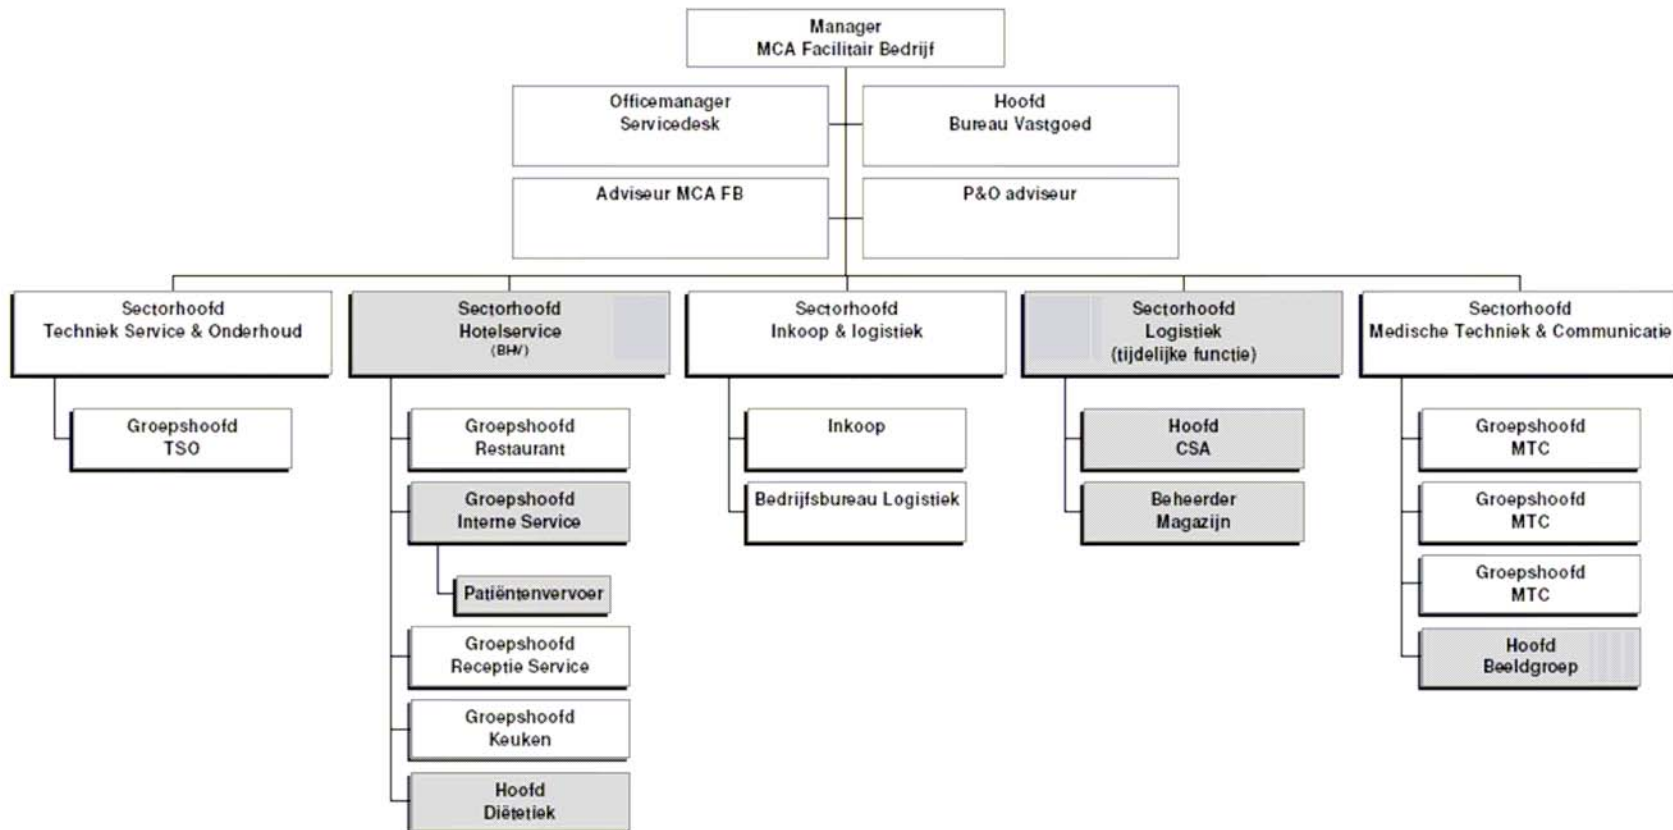 Manager
MCA Facilitair Bedrijf
Officemanager
Servicedesk
Hoofd
Bureau Vastgoed
Adviseur MCA FB
P&O adviseur
Sectorhoofd
Techniek Service & Onderhoud
Sectorhoofd
Hotelservice
(BHV)
Sectorhoofd
Inkoop & logistiek
Sectorhoofd
Logistiek
(tijdelijke functie)
Sectorhoofd
Medische Techniek & Communicatie
Groepshoofd
TSO
Groepshoofd
Restaurant
Groepshoofd
Interne Service
Patiëntenvervoer
Groepshoofd
Receptie Service
Groepshoofd
Keuken
Hoofd
Diëtetiek
Inkoop
Bedrijfsbureau Logistiek
Hoofd
CSA
Beheerder
Magazijn
Groepshoofd
MTC
Groepshoofd
MTC
Groepshoofd
MTC
Hoofd
Beeldgroep